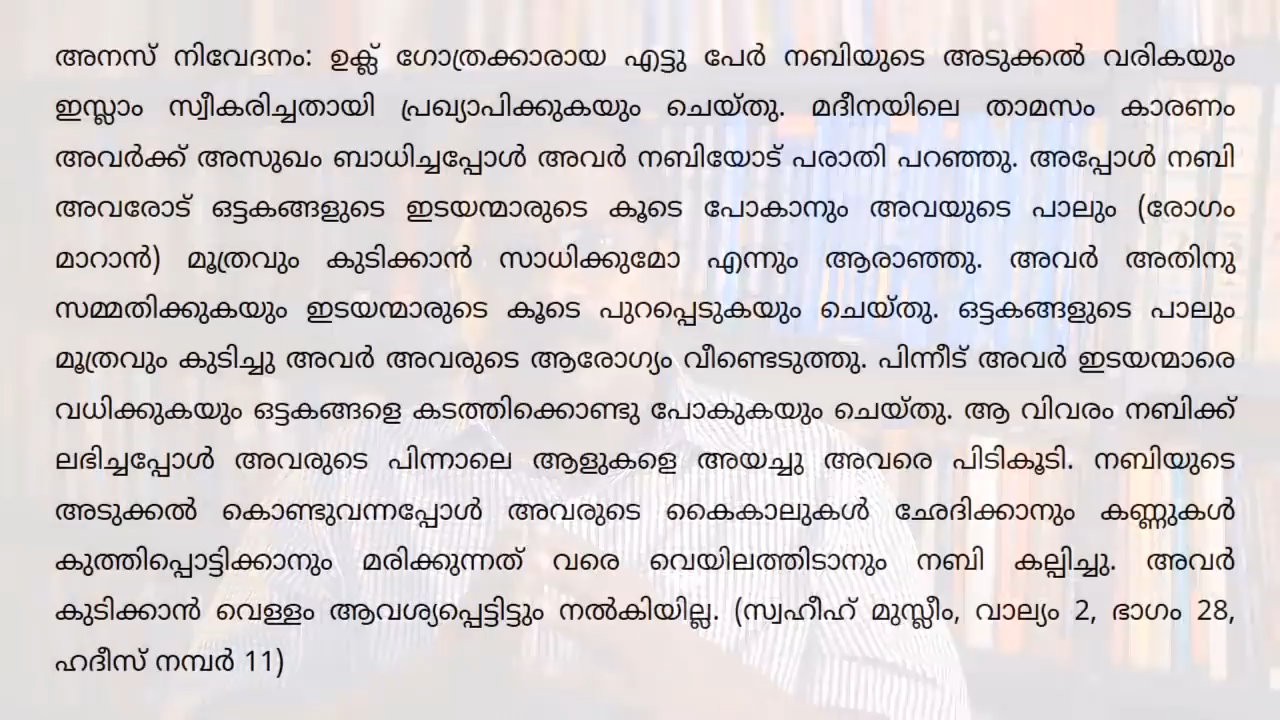 അനസ് നിവേദനം: ഉക്ല് ഗോത്രക്കാരായ എട്ടു പേർ നബിയുടെ അടുക്കൽ വരികയും
ഇസ്ലാം സ്വീകരിച്ചതായി പ്രഖ്യാപിക്കുകയും ചെയ്തു. മദീനയിലെ താമസം കാരണം
അവർക്ക് അസുഖം ബാധിച്ചപ്പോൾ അവർ നബിയോട് പരാതി പറഞ്ഞു. അപ്പോൾ നബി
അവരോട് ഒട്ടകങ്ങളുടെ ഇടയന്മാരുടെ കൂടെ പോകാനും അവയുടെ പാലും (രോഗം
മാറാൻ) മൂത്രവും കുടിക്കാൻ സാധിക്കുമോ എന്നും ആരാഞ്ഞു. അവർ അതിനു
സമ്മതിക്കുകയും ഇടയന്മാരുടെ കൂടെ പുറപ്പെടുകയും ചെയ്തു. ഒട്ടകങ്ങളുടെ പാലും
മൂത്രവും കുടിച്ചു അവർ അവരുടെ ആരോഗ്യം വീണ്ടെടുത്തു. പിന്നീട് അവർ ഇടയന്മാരെ
വധിക്കുകയും ഒട്ടകങ്ങളെ കടത്തിക്കൊണ്ടു പോകുകയും ചെയ്തു. ആ വിവരം നബിക്ക്
ലഭിച്ചപ്പോൾ അവരുടെ പിന്നാലെ ആളുകളെ അയച്ചു അവരെ പിടികൂടി. നബിയുടെ
അടുക്കൽ കൊണ്ടുവന്നപ്പോൾ അവരുടെ കൈകാലുകൾ ഛേദിക്കാനും കണ്ണുകൾ
കുത്തിപ്പൊട്ടിക്കാനും മരിക്കുന്നത് വരെ വെയിലത്തിടാനും നബി കല്പിച്ചു. അവർ
കുടിക്കാൻ വെള്ളം ആവശ്യപ്പെട്ടിട്ടും നൽകിയില്ല. (സ്വഹീഹ് മുസ്ലീം, വാല്യം 2, ഭാഗം 28,
ഹദീസ് നമ്പർ 11)